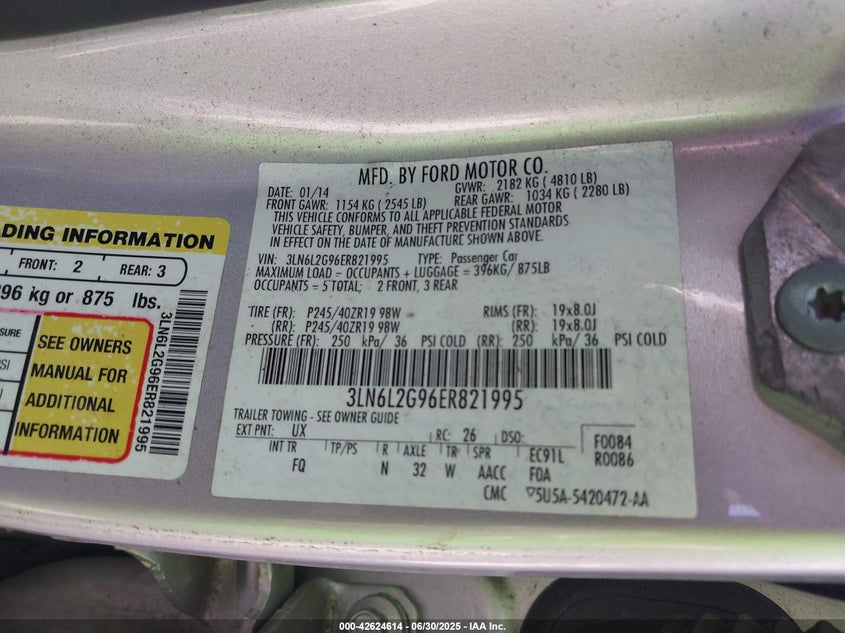 MFD. BY FORD MOTOR CO.
DATE: 01/14 GVWR: 2182 KG ( 4810 LB)
FRONT GAWR: 1154 KG ( 2545 LB) REAR GAWR: 1034 KG ( 2280 LB)
THIS VEHICLE CONFORMS TO ALL APPLICABLE FEDERAL MOTOR
VEHICLE SAFETY, BUMPER, AND THEFT PREVENTION STANDARDS
IN EFFECT ON THE DATE OF MANUFACTURE SHOWN ABOVE.
VIN: 3LN6L2G96ER821995 TYPE: Passenger Car
MAXIMUM LOAD = OCCUPANTS + LUGGAGE = 396KG/ 875LB
OCCUPANTS = 5 TOTAL; 2 FRONT, 3 REAR
TIRE (FR): P245/40ZR19 98W RIMS (FR): 19x8.0J
(RR): P245/40ZR19 98W (RR): 19x8.0J
PRESSURE (FR): 250 kPa/ 36 PSI COLD (RR): 250 kPa/ 36 PSI COLD
3LN6L2G96ER821995
TRAILER TOWING - SEE OWNER GUIDE
EXT PNT: UX RC: 26 DSO: F0084
INT TR TP/PS R AXLE TR SPR EC91L R0086
FQ N 32 W AACC FOA
CMC 5U5A-5420472-AA
ADING INFORMATION
FRONT: 2 REAR: 3
96 kg or 875 lbs.
SURE
SI
SEE OWNERS
MANUAL FOR
ADDITIONAL
INFORMATION
3LN6L2G96ER821995
000-42624614 - 06/30/2025 - IAA Inc.